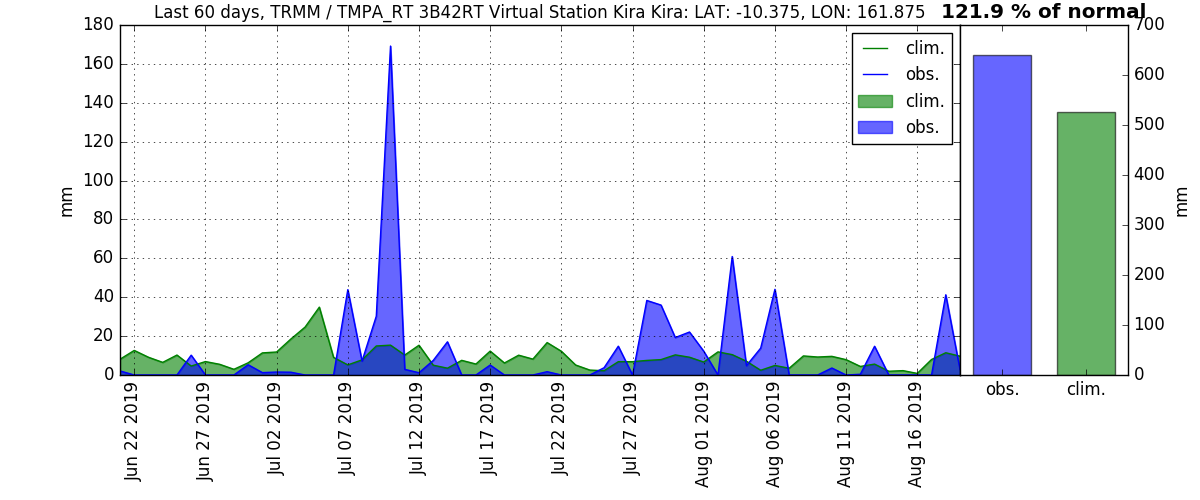 Last 60 days, TRMM / TMPA_RT 3B42RT Virtual Station Kira Kira: LAT: -10.375, LON: 161.875
121.9 % of normal
180
160
140
120
100
80
60
40
20
0
mm
clim.
obs.
clim.
obs.
700
600
500
400
300
200
100
0
mm
Jun 22 2019
Jun 27 2019
Jul 02 2019
Jul 07 2019
Jul 12 2019
Jul 17 2019
Jul 22 2019
Jul 27 2019
Aug 01 2019
Aug 06 2019
Aug 11 2019
Aug 16 2019
obs.
clim.